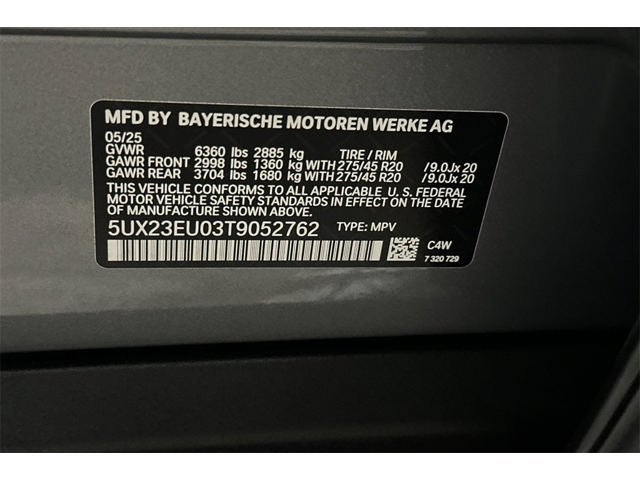 MFD BY BAYERISCHE MOTOREN WERKE AG
05/25
GVWR 6360 lbs 2885 kg TIRE / RIM
GAWR FRONT 2998 lbs 1360 kg WITH 275/45 R20 / 9.0Jx 20
GAWR REAR 3704 lbs 1680 kg WITH 275/45 R20 / 9.0Jx 20
THIS VEHICLE CONFORMS TO ALL APPLICABLE U. S. FEDERAL
MOTOR VEHICLE SAFETY STANDARDS IN EFFECT ON THE DATE
OF MANUFACTURE SHOWN ABOVE.
5UX23EU03T9052762 TYPE: MPV
C4W
7 320 729